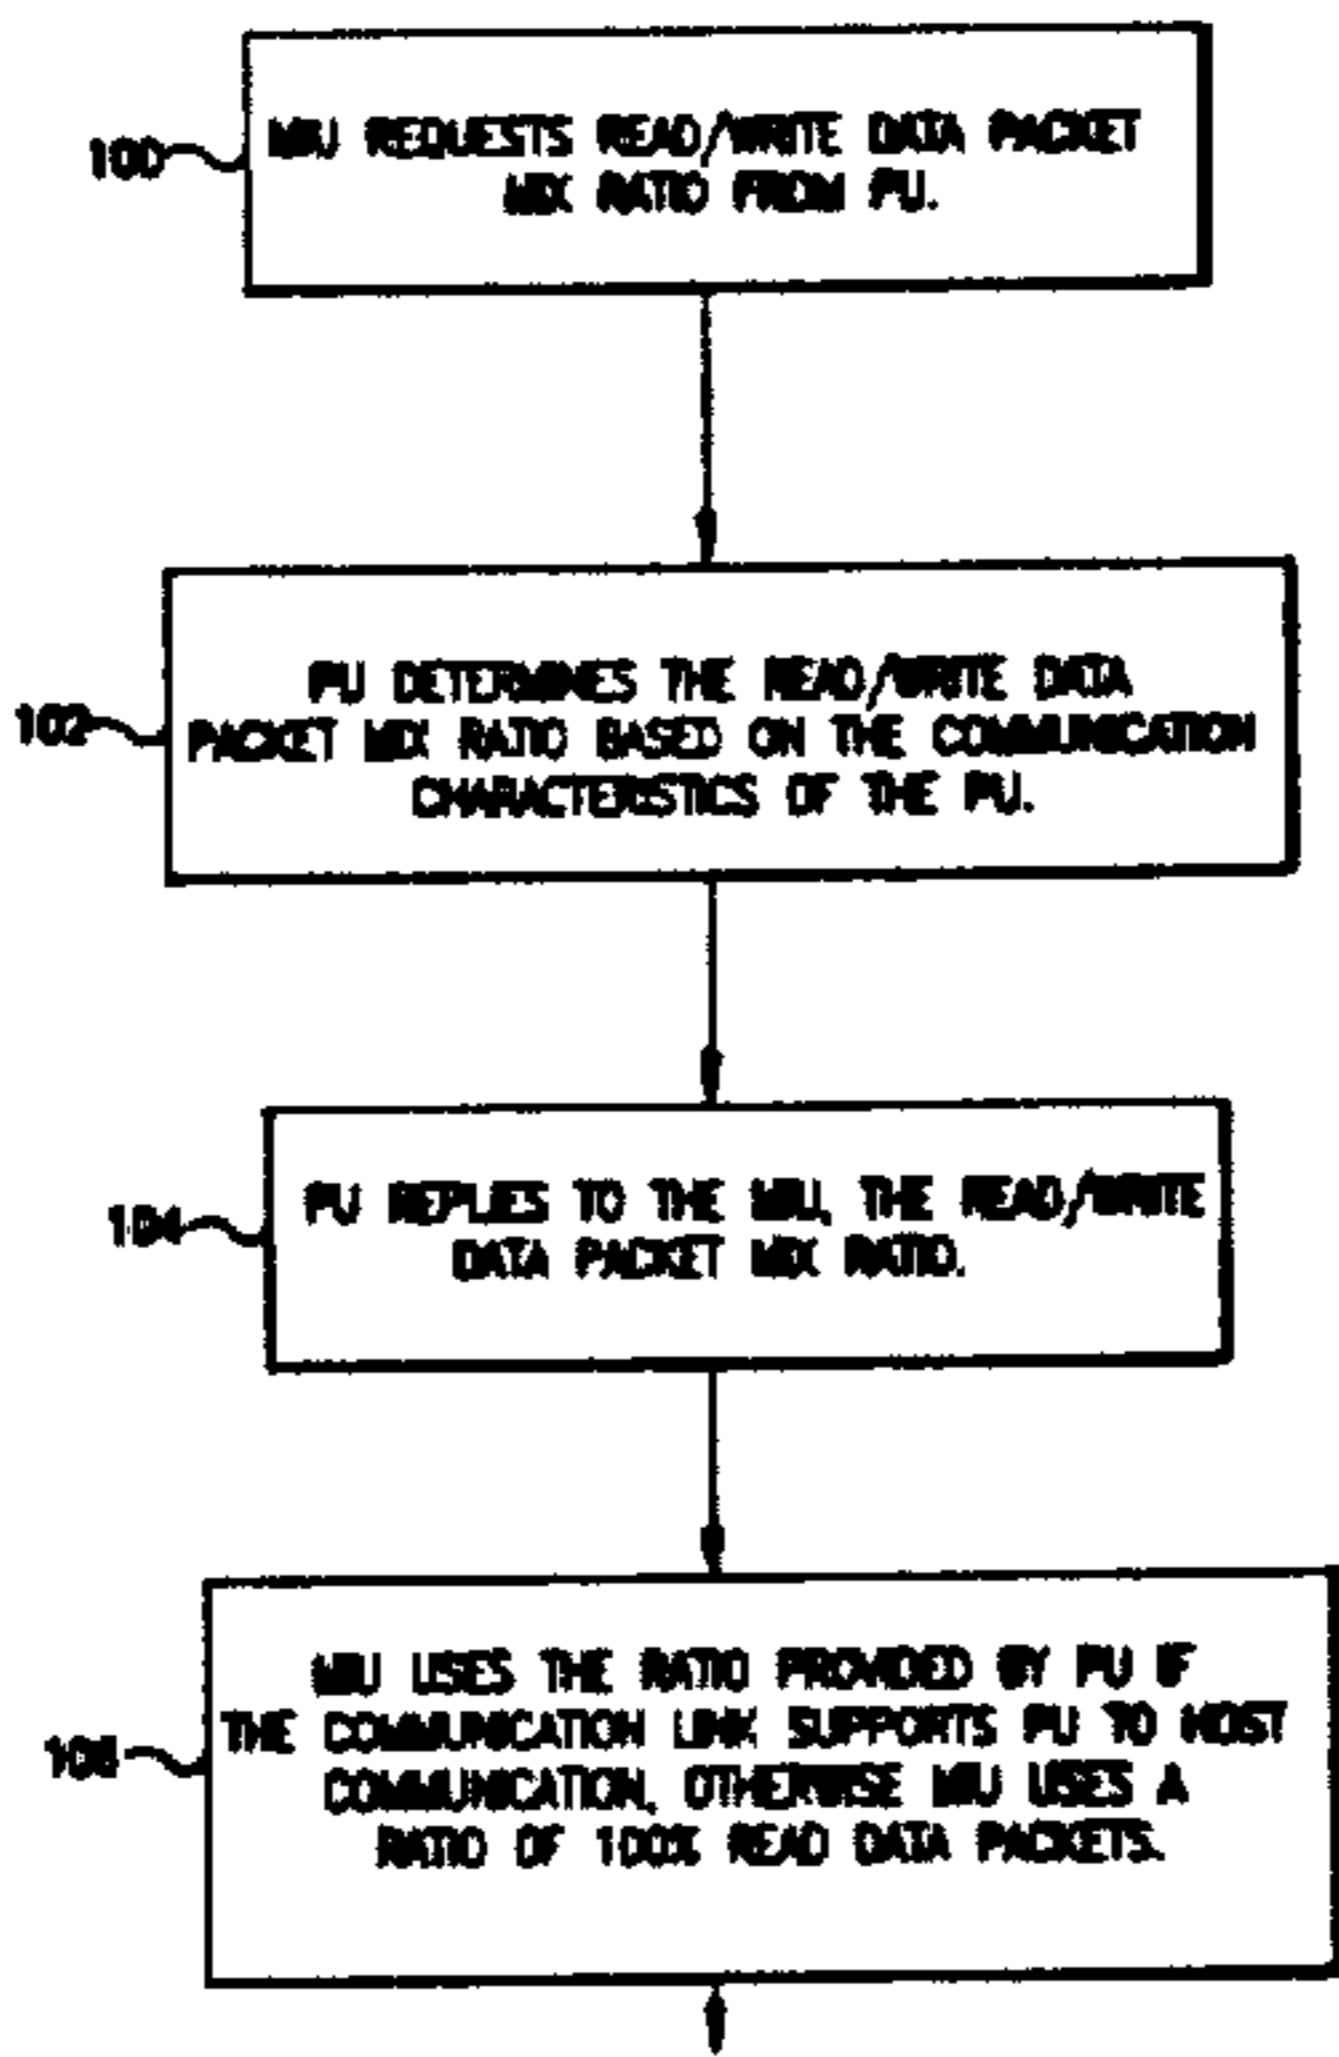 100
MIU REQUESTS READ/WRITE DATA PACKET
MIX RATIO FROM PU.
102
PU DETERMINES THE READ/WRITE DATA
PACKET MIX RATIO BASED ON THE COMMUNICATION
CHARACTERISTICS OF THE PU.
104
PU REPLIES TO THE MIU, THE READ/WRITE
DATA PACKET MIX RATIO.
106
MIU USES THE RATIO PROVIDED BY PU IF
THE COMMUNICATION LINK SUPPORTS PU TO HOST
COMMUNICATION, OTHERWISE MIU USES A
RATIO OF 100% READ DATA PACKETS.